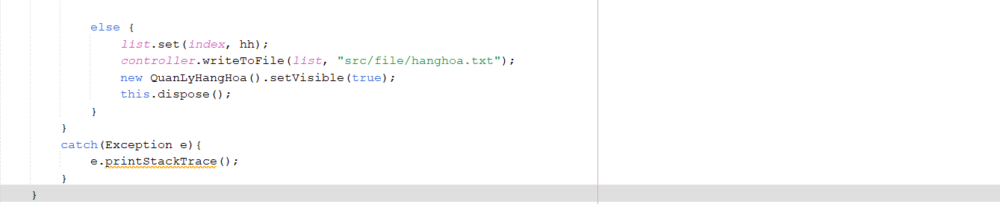 else {
list.set(index, hh);
controller.writeToFile(list, "src/file/hanghoa.txt");
new QuanLyHangHoa().setVisible(true);
this.dispose();
}
}
catch(Exception e){
e.printStackTrace();
}
}